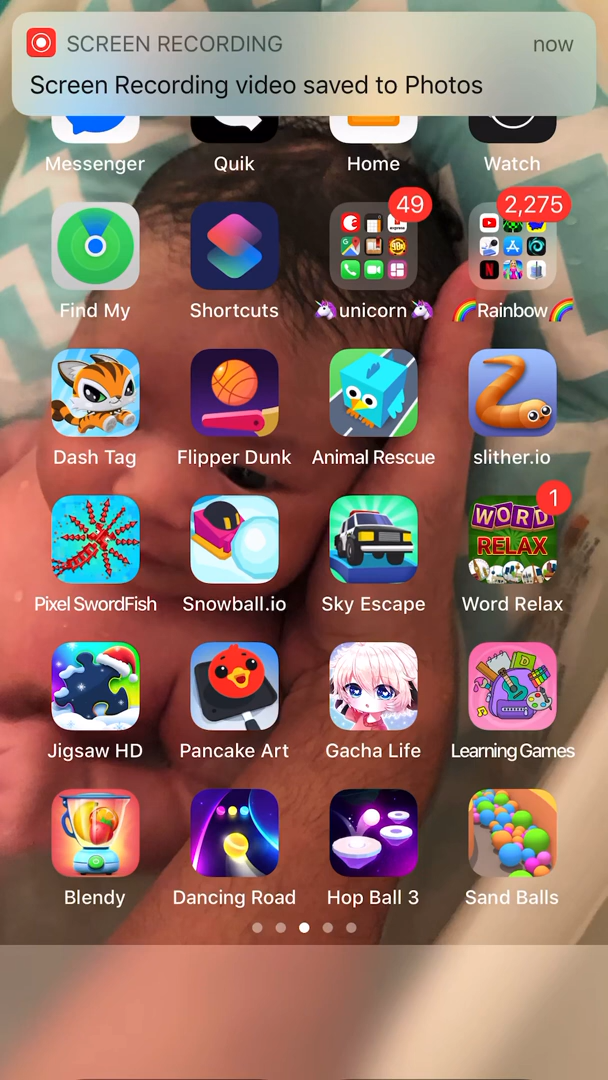 SCREEN RECORDING now
Screen Recording video saved to Photos
Messenger Quik Home Watch
49 2,275
Find My Shortcuts 🦄unicorn🦄 🌈Rainbow🌈
Dash Tag Flipper Dunk Animal Rescue slither.io
1
WORD
RELAX
Pixel SwordFish Snowball.io Sky Escape Word Relax
Jigsaw HD Pancake Art Gacha Life Learning Games
Blendy Dancing Road Hop Ball 3 Sand Balls